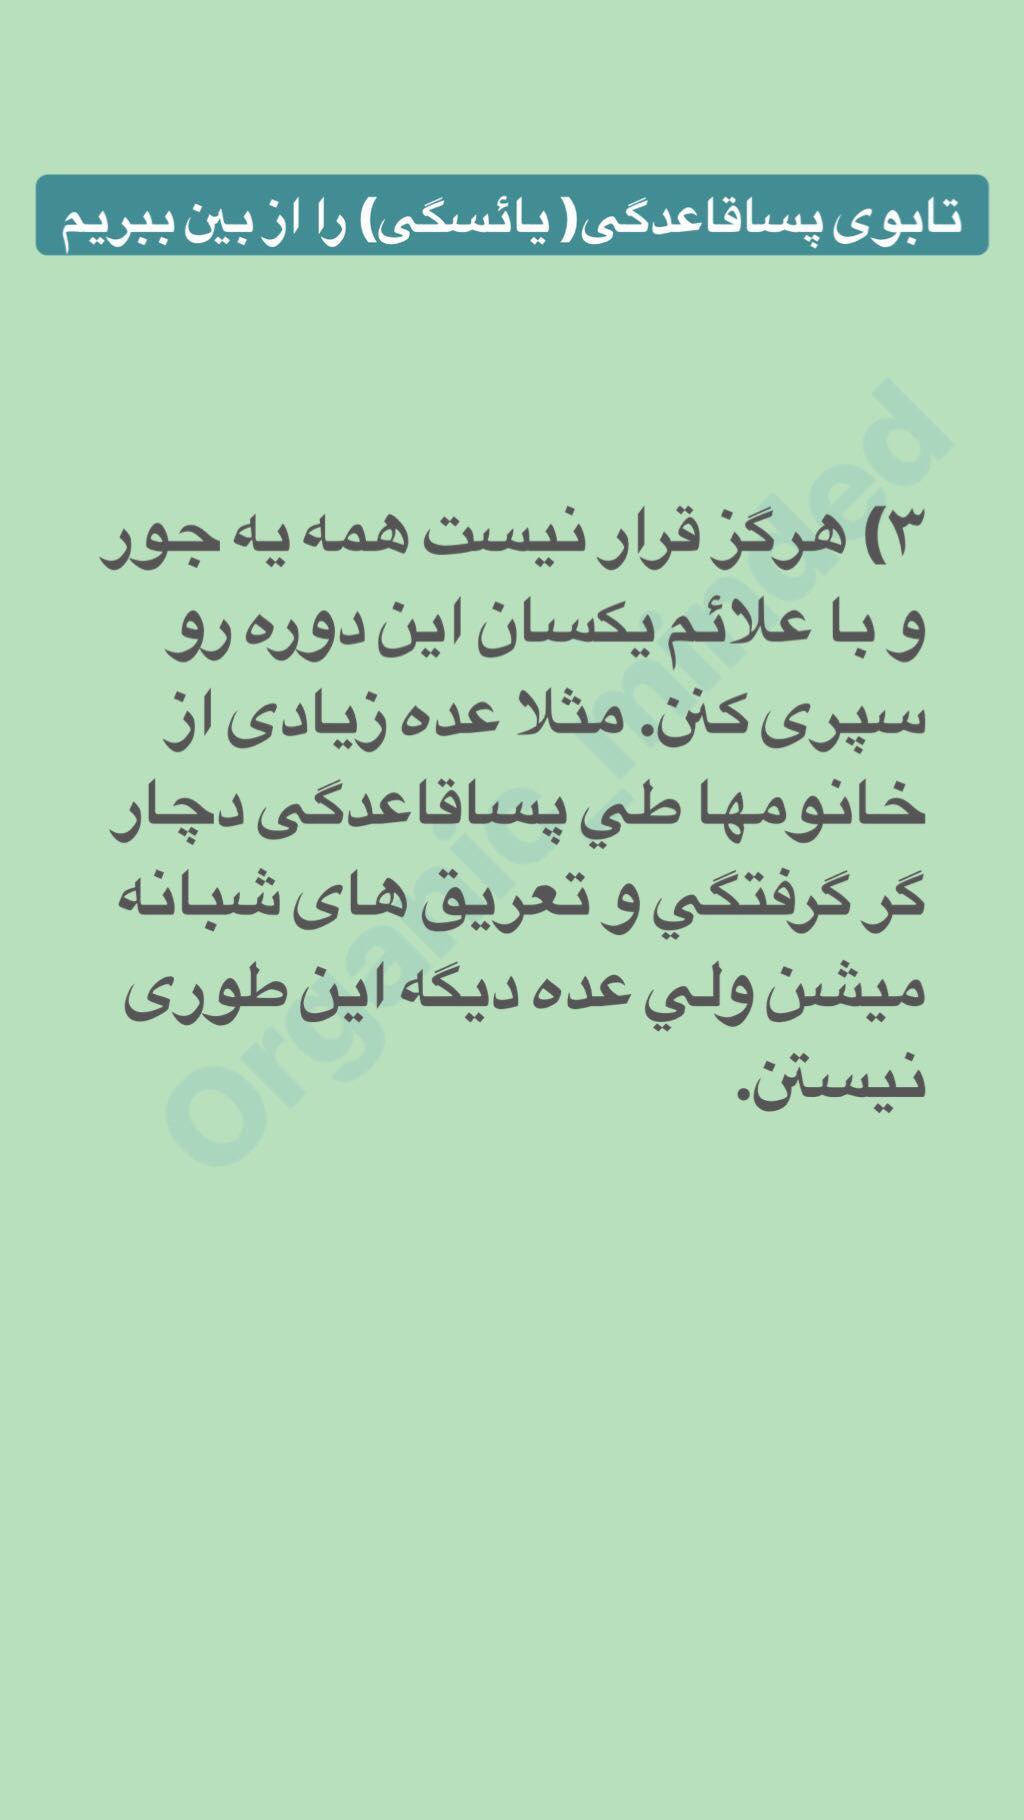 تابوی پساقاعدگی( یائسگی) را از بین ببریم
۳) هرگز قرار نیست همه یه جور
و با علائم یکسان این دوره رو
سپری کنن. مثلا عده زیادی از
خانومها طي پساقاعدگی دچار
گر گرفتگي و تعریق های شبانه
میشن ولي عده دیگه این طوری
نیستن.
Organic_minded